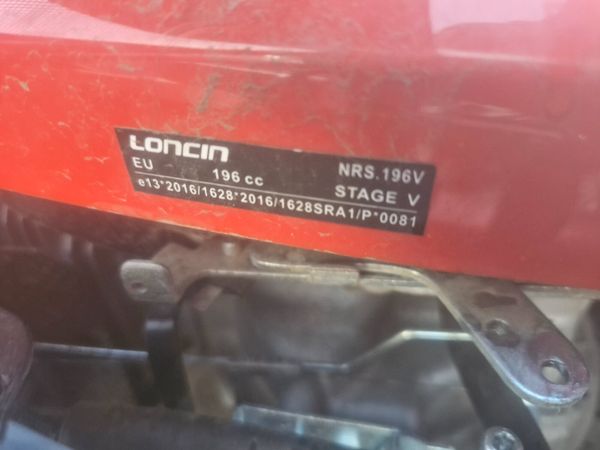 LONCIN
EU 196 cc NRS.196V
STAGE V
e13*2016/1628*2016/1628SRA1/P*0081